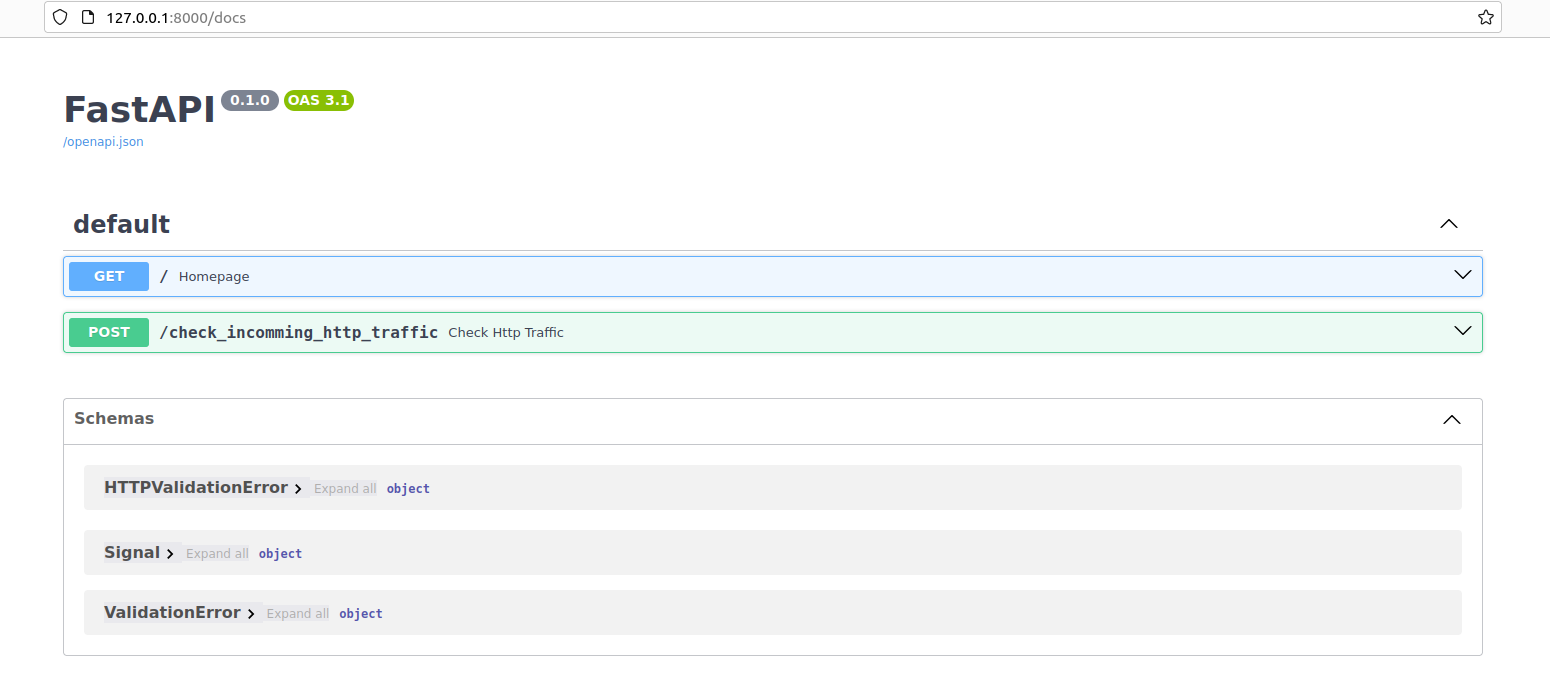 127.0.0.1:8000/docs
FastAPI 0.1.0 OAS 3.1
/openapi.json
default
GET / Homepage
POST /check_incomming_http_traffic Check Http Traffic
Schemas
HTTPValidationError Expand all object
Signal Expand all object
ValidationError Expand all object